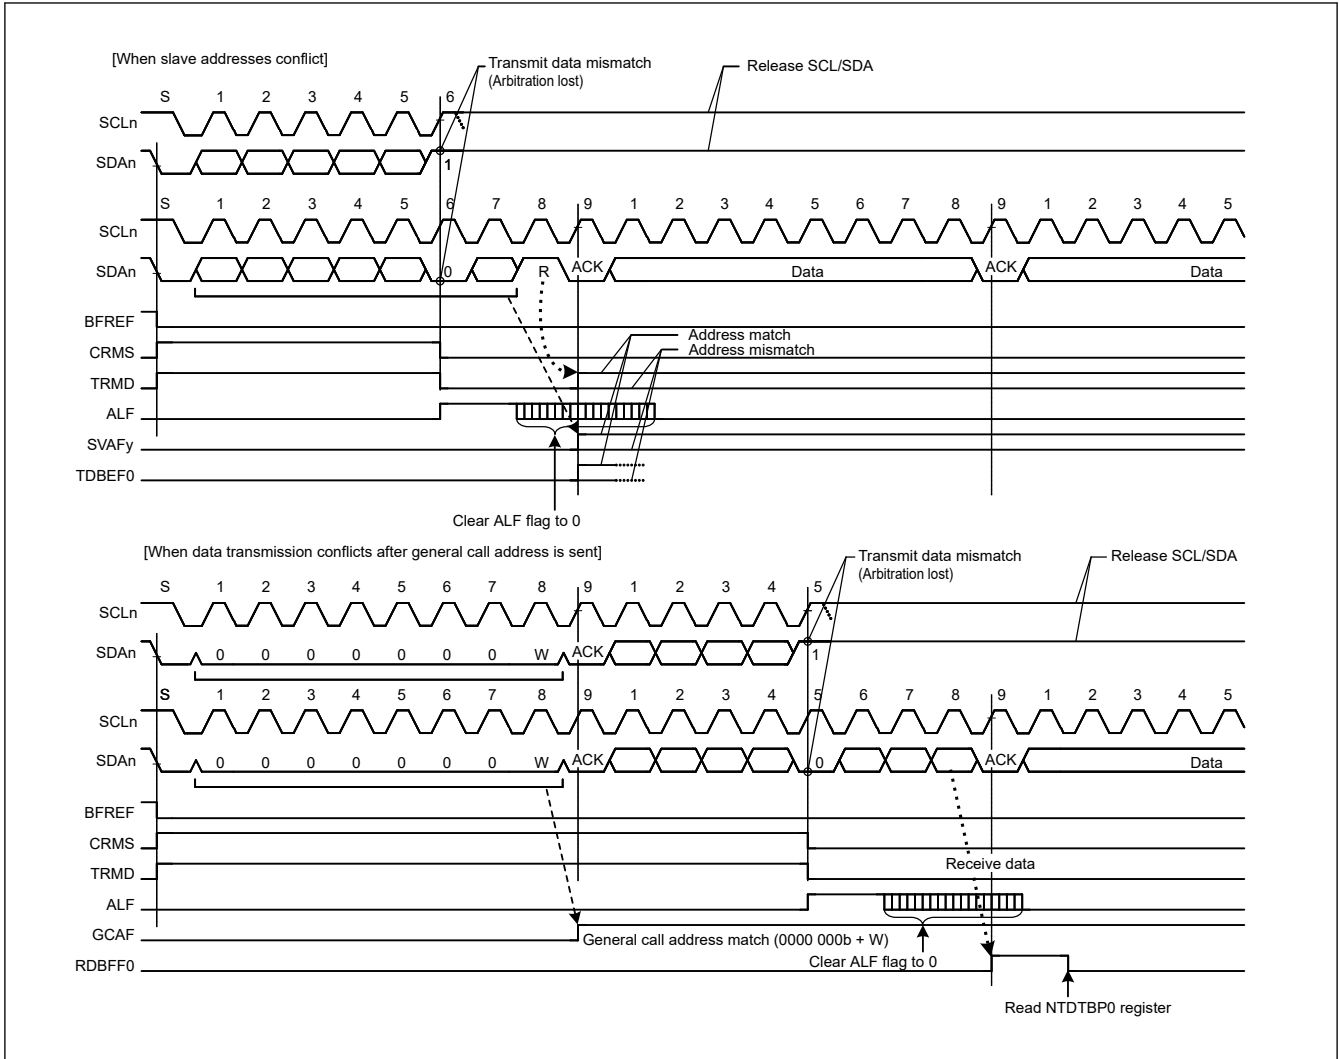 [When slave addresses conflict]
Transmit data mismatch
(Arbitration lost)
Release SCL/SDA
S 1 2 3 4 5 6
SCLn
SDAn
1
S 1 2 3 4 5 6 7 8 9 1 2 3 4 5 6 7 8 9 1 2 3 4 5
SCLn
SDAn 0 R ACK Data ACK Data
BFREF
Address match
CRMS
Address mismatch
TRMD
ALF
SVAFy
TDBEF0
Clear ALF flag to 0
[When data transmission conflicts after general call address is sent]
Transmit data mismatch
(Arbitration lost)
Release SCL/SDA
S 1 2 3 4 5 6 7 8 9 1 2 3 4 5
SCLn
SDAn 0 0 0 0 0 0 0 W ACK 1
S 1 2 3 4 5 6 7 8 9 1 2 3 4 5 6 7 8 9 1 2 3 4 5
SCLn
SDAn 0 0 0 0 0 0 0 W ACK 0 ACK Data
BFREF
CRMS
Receive data
TRMD
ALF
GCAF
General call address match (0000 000b + W)
Clear ALF flag to 0
RDBFF0
Read NTDTBP0 register